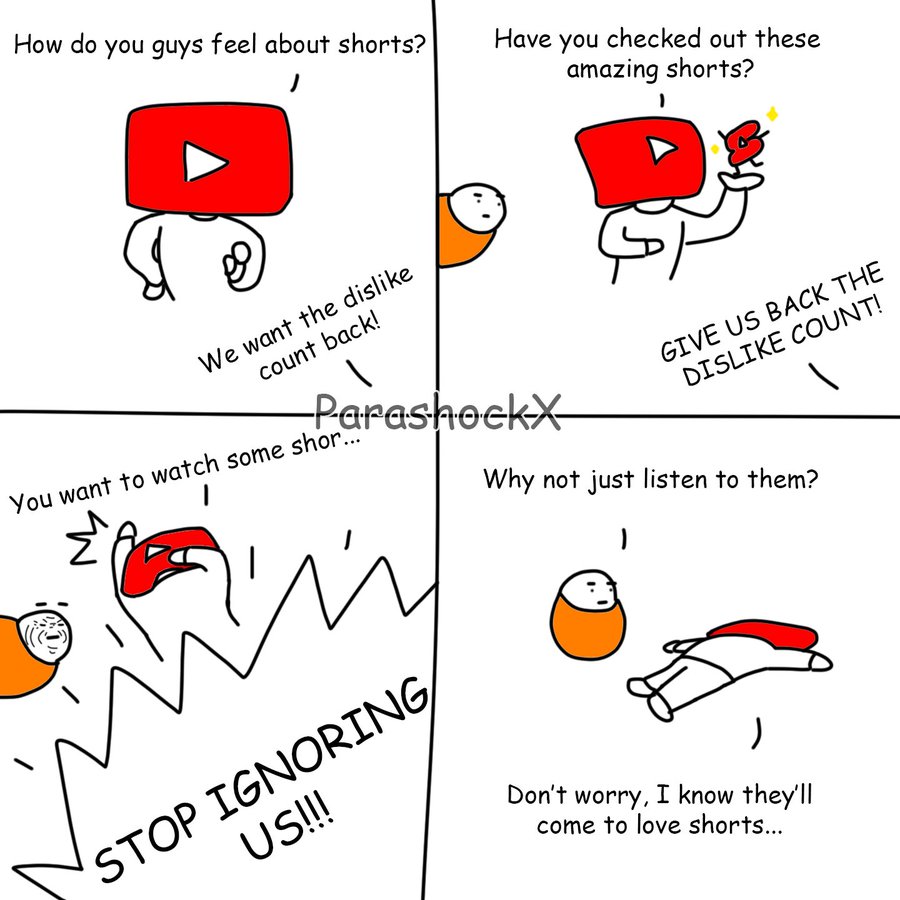 How do you guys feel about shorts?
We want the dislike
count back!
Have you checked out these
amazing shorts?
GIVE US BACK THE
DISLIKE COUNT!
ParashockX
You want to watch some shor...
STOP IGNORING
US!!!
Why not just listen to them?
Don't worry, I know they'll
come to love shorts...